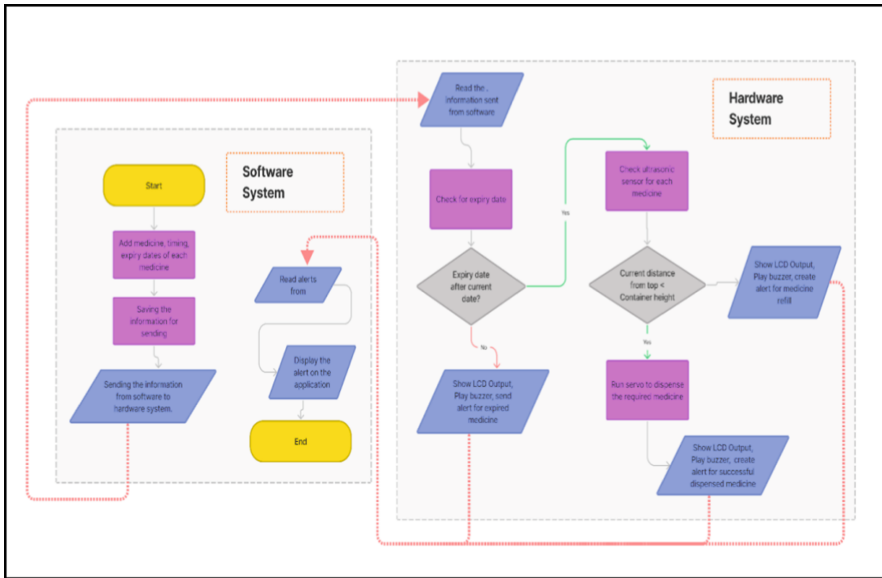 Software
System
Start
Add medicine, timing,
expiry dates of each
medicine
Saving the
information for
sending
Sending the information
from software to
hardware system.
Read alerts
from
Display the
alert on the
application
End
Hardware
System
Read the .
information sent
from software
Check for expiry date
Expiry date
after current
date?
Yes
No
Show LCD Output,
Play buzzer, send
alert for expired
medicine
Check ultrasonic
sensor for each
medicine
Current distance
from top <
Container height
Yes
Show LCD Output,
Play buzzer, create
alert for medicine
refill
Run servo to dispense
the required medicine
Show LCD Output,
Play buzzer, create
alert for successful
dispensed medicine